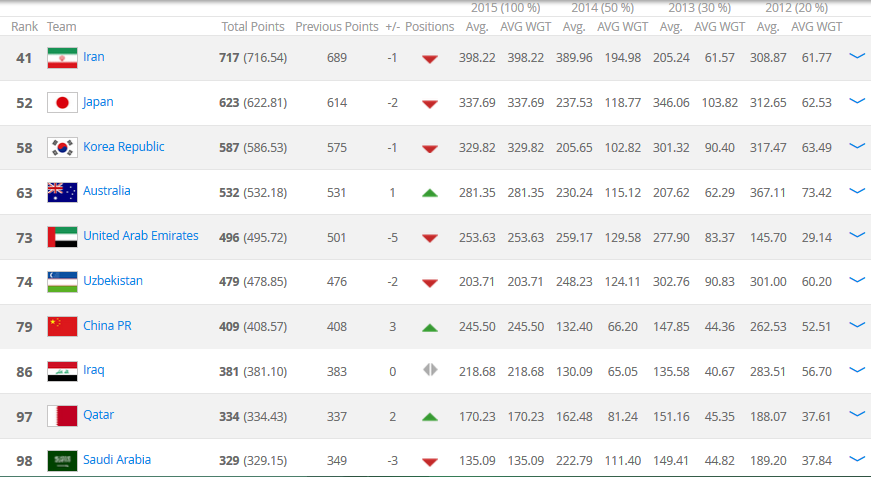 2015 (100 %) 2014 (50 %) 2013 (30 %) 2012 (20 %)
Rank Team Total Points Previous Points +/- Positions Avg. AVG WGT Avg. AVG WGT Avg. AVG WGT Avg. AVG WGT
41 Iran 717 (716.54) 689 -1 398.22 398.22 389.96 194.98 205.24 61.57 308.87 61.77
52 Japan 623 (622.81) 614 -2 337.69 337.69 237.53 118.77 346.06 103.82 312.65 62.53
58 Korea Republic 587 (586.53) 575 -1 329.82 329.82 205.65 102.82 301.32 90.40 317.47 63.49
63 Australia 532 (532.18) 531 1 281.35 281.35 230.24 115.12 207.62 62.29 367.11 73.42
73 United Arab Emirates 496 (495.72) 501 -5 253.63 253.63 259.17 129.58 277.90 83.37 145.70 29.14
74 Uzbekistan 479 (478.85) 476 -2 203.71 203.71 248.23 124.11 302.76 90.83 301.00 60.20
79 China PR 409 (408.57) 408 3 245.50 245.50 132.40 66.20 147.85 44.36 262.53 52.51
86 Iraq 381 (381.10) 383 0 218.68 218.68 130.09 65.05 135.58 40.67 283.51 56.70
97 Qatar 334 (334.43) 337 2 170.23 170.23 162.48 81.24 151.16 45.35 188.07 37.61
98 Saudi Arabia 329 (329.15) 349 -3 135.09 135.09 222.79 111.40 149.41 44.82 189.20 37.84